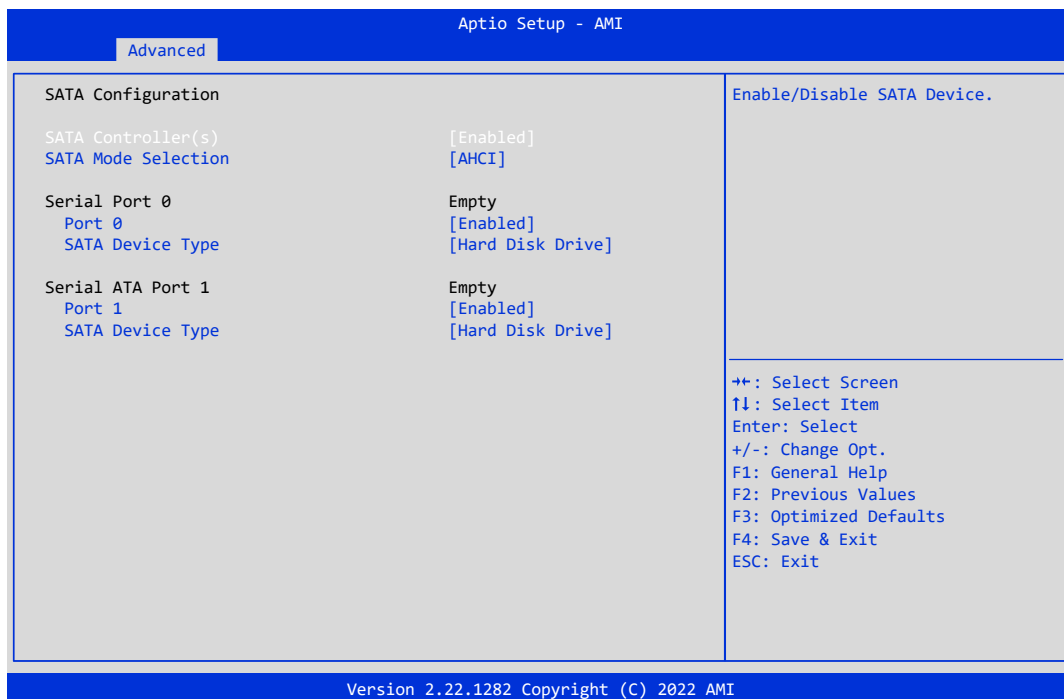 Aptio Setup - AMI
Advanced
SATA Configuration
SATA Controller(s) [Enabled]
SATA Mode Selection [AHCI]
Serial Port 0 Empty
Port 0 [Enabled]
SATA Device Type [Hard Disk Drive]
Serial ATA Port 1 Empty
Port 1 [Enabled]
SATA Device Type [Hard Disk Drive]
Enable/Disable SATA Device.
→←: Select Screen
↑↓: Select Item
Enter: Select
+/-: Change Opt.
F1: General Help
F2: Previous Values
F3: Optimized Defaults
F4: Save & Exit
ESC: Exit
Version 2.22.1282 Copyright (C) 2022 AMI